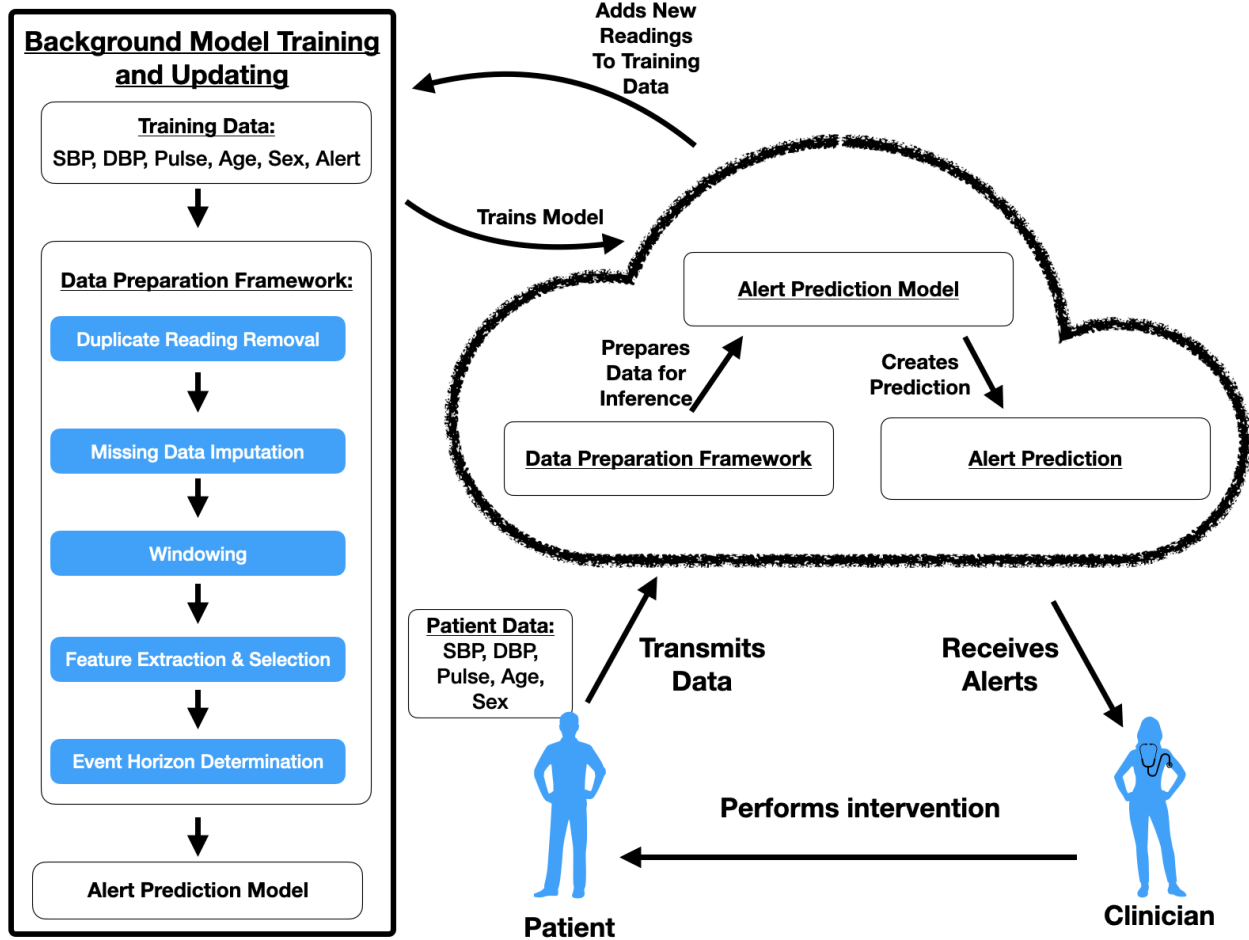 Background Model Training
and Updating
Training Data:
SBP, DBP, Pulse, Age, Sex, Alert
Data Preparation Framework:
Duplicate Reading Removal
Missing Data Imputation
Windowing
Feature Extraction & Selection
Event Horizon Determination
Alert Prediction Model
Adds New
Readings
To Training
Data
Trains Model
Alert Prediction Model
Prepares
Data for
Inference
Creates
Prediction
Data Preparation Framework
Alert Prediction
Patient Data:
SBP, DBP,
Pulse, Age,
Sex
Transmits
Data
Receives
Alerts
Performs intervention
Patient
Clinician